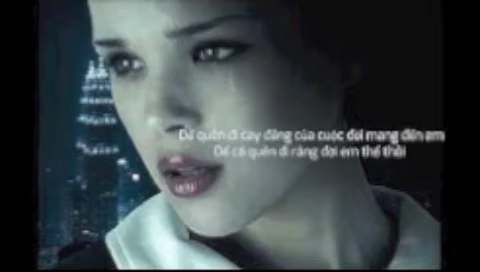 Để quên đi cay đắng của cuộc đời mang đến em
Để cố quên đi rằng đời em thế thôi